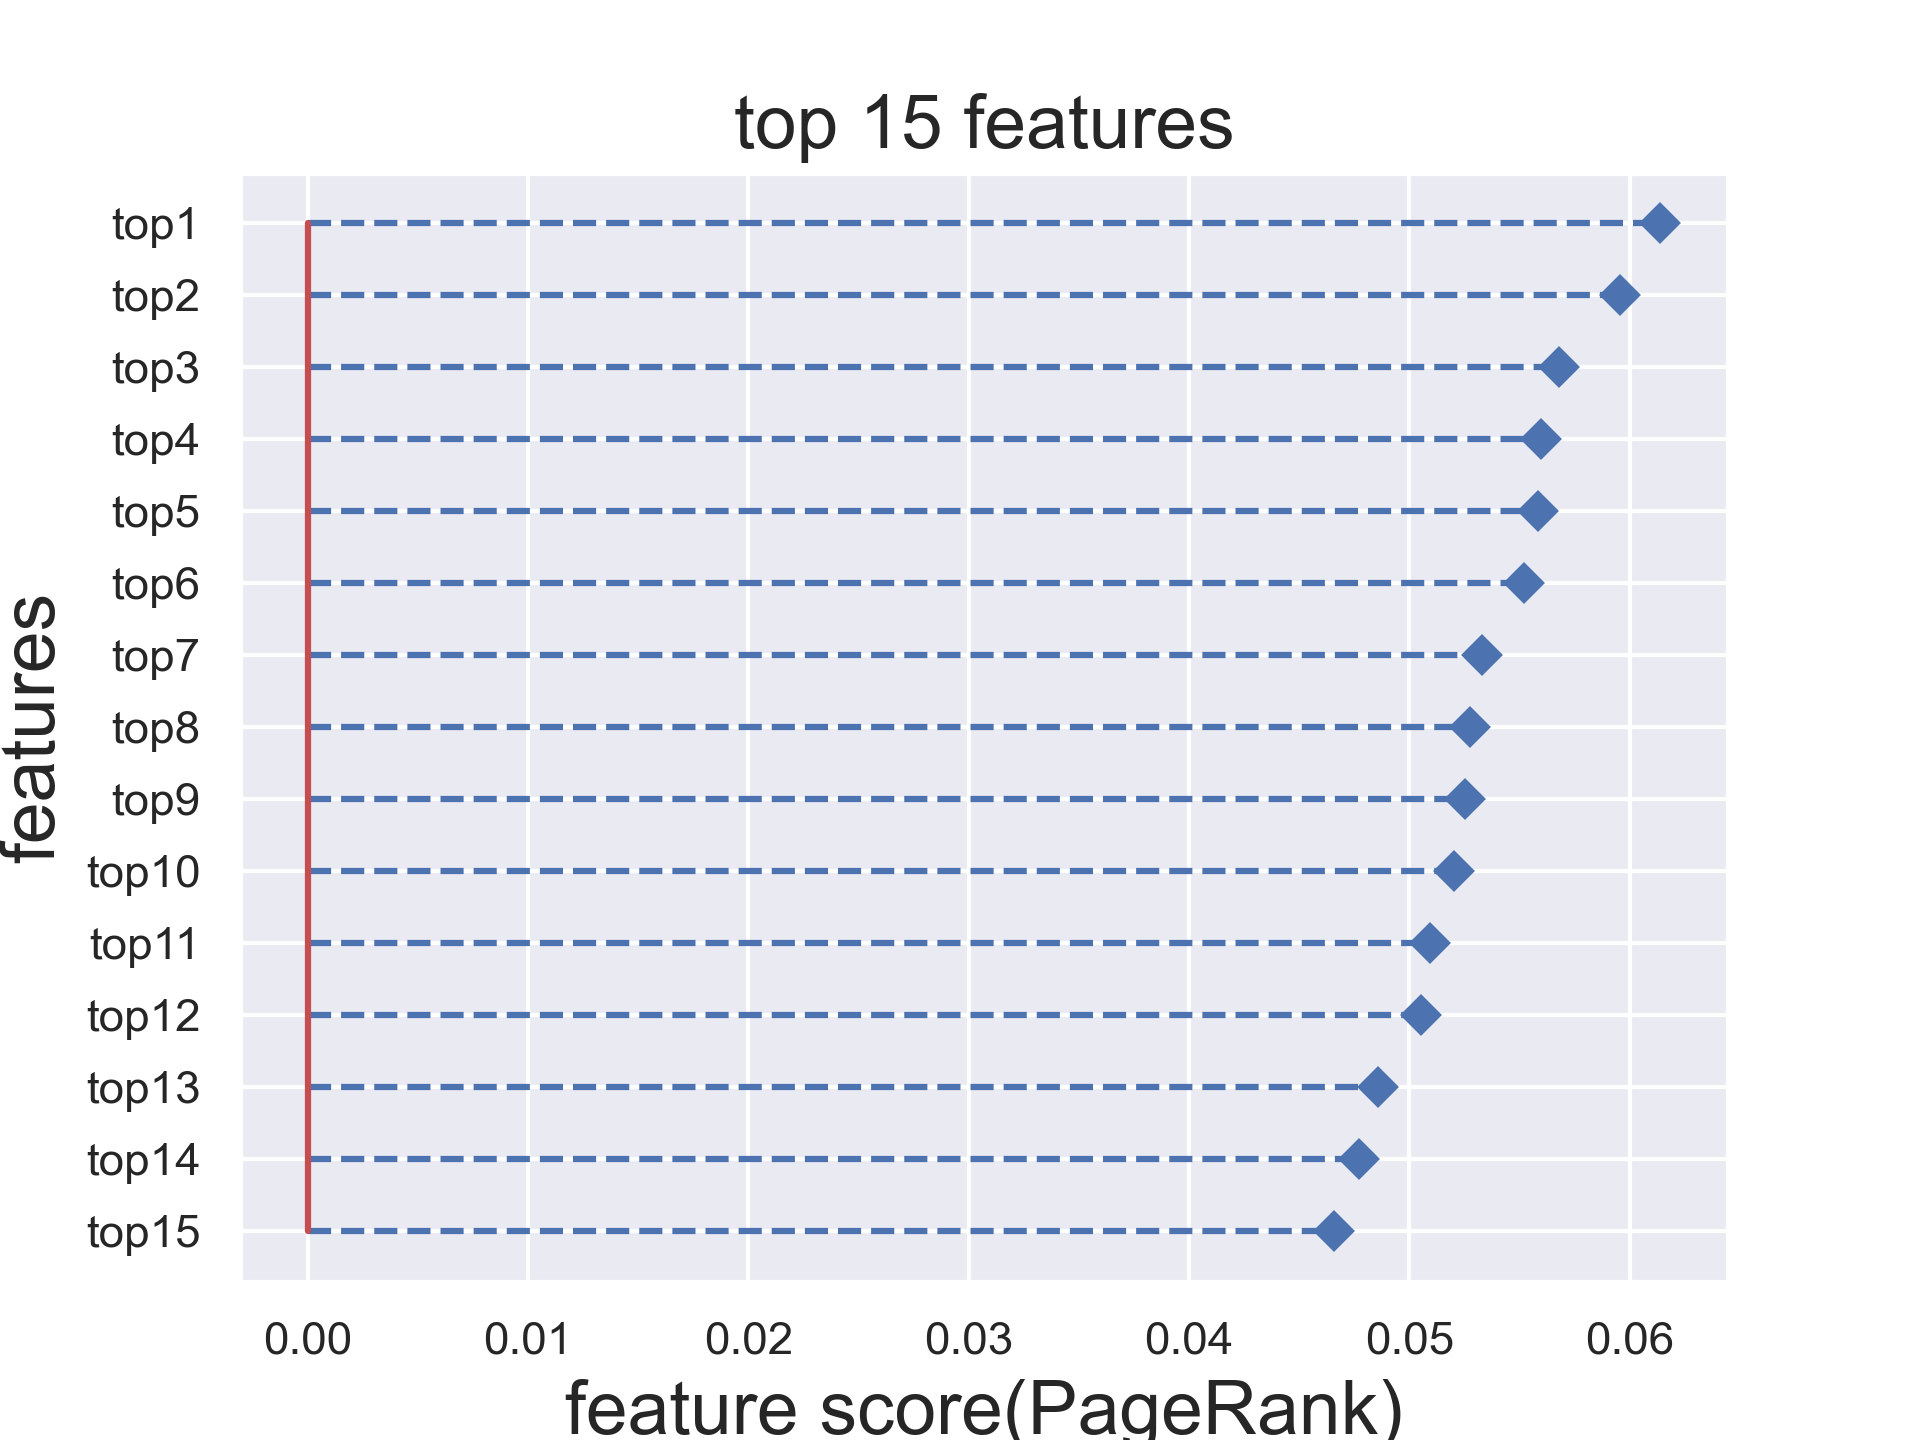 top 15 features
top1
top2
top3
top4
top5
top6
top7
top8
top9
top10
top11
top12
top13
top14
top15
features
0.00 0.01 0.02 0.03 0.04 0.05 0.06
feature score(PageRank)